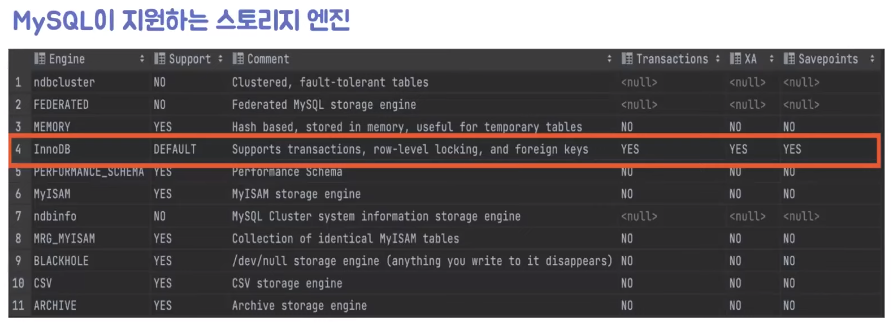 MySQL이 지원하는 스토리지 엔진
Engine Support Comment Transactions XA Savepoints
1 ndbcluster NO Clustered, fault-tolerant tables <null> <null> <null>
2 FEDERATED NO Federated MySQL storage engine <null> <null> <null>
3 MEMORY YES Hash based, stored in memory, useful for temporary tables NO NO NO
4 InnoDB DEFAULT Supports transactions, row-level locking, and foreign keys YES YES YES
5 PERFORMANCE_SCHEMA YES Performance Schema NO NO NO
6 MyISAM YES MyISAM storage engine NO NO NO
7 ndbinfo NO MySQL Cluster system information storage engine <null> <null> <null>
8 MRG_MYISAM YES Collection of identical MyISAM tables NO NO NO
9 BLACKHOLE YES /dev/null storage engine (anything you write to it disappears) NO NO NO
10 CSV YES CSV storage engine NO NO NO
11 ARCHIVE YES Archive storage engine NO NO NO